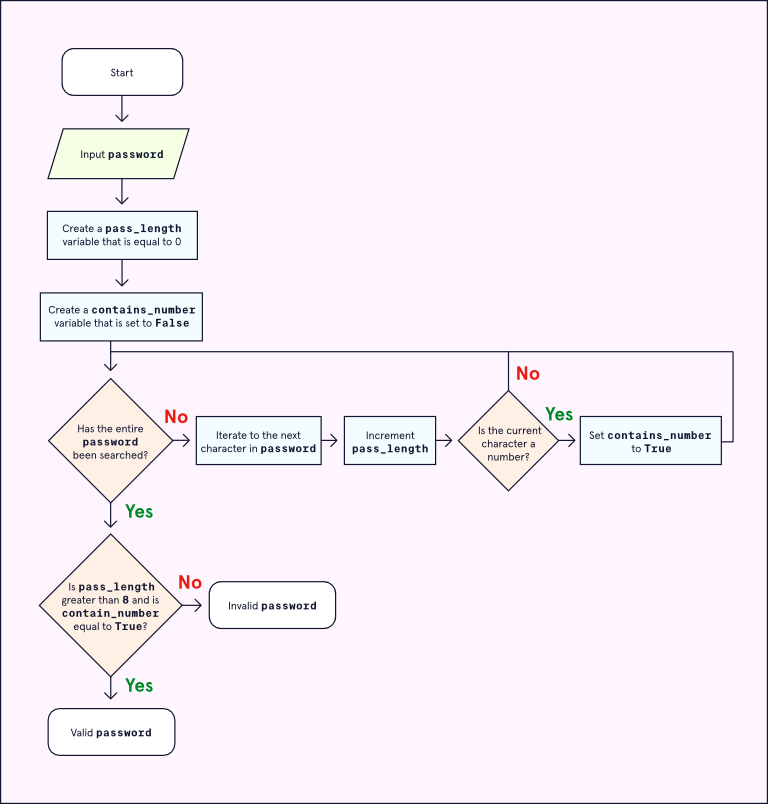 Start
Input password
Create a pass_length
variable that is equal to 0
Create a contains_number
variable that is set to False
Has the entire
password
been searched?
No
Iterate to the next
character in password
Increment
pass_length
Is the current
character a
number?
No
Yes
Set contains_number
to True
Yes
Is pass_length
greater than 8 and is
contain_number
equal to True?
No
Invalid password
Yes
Valid password